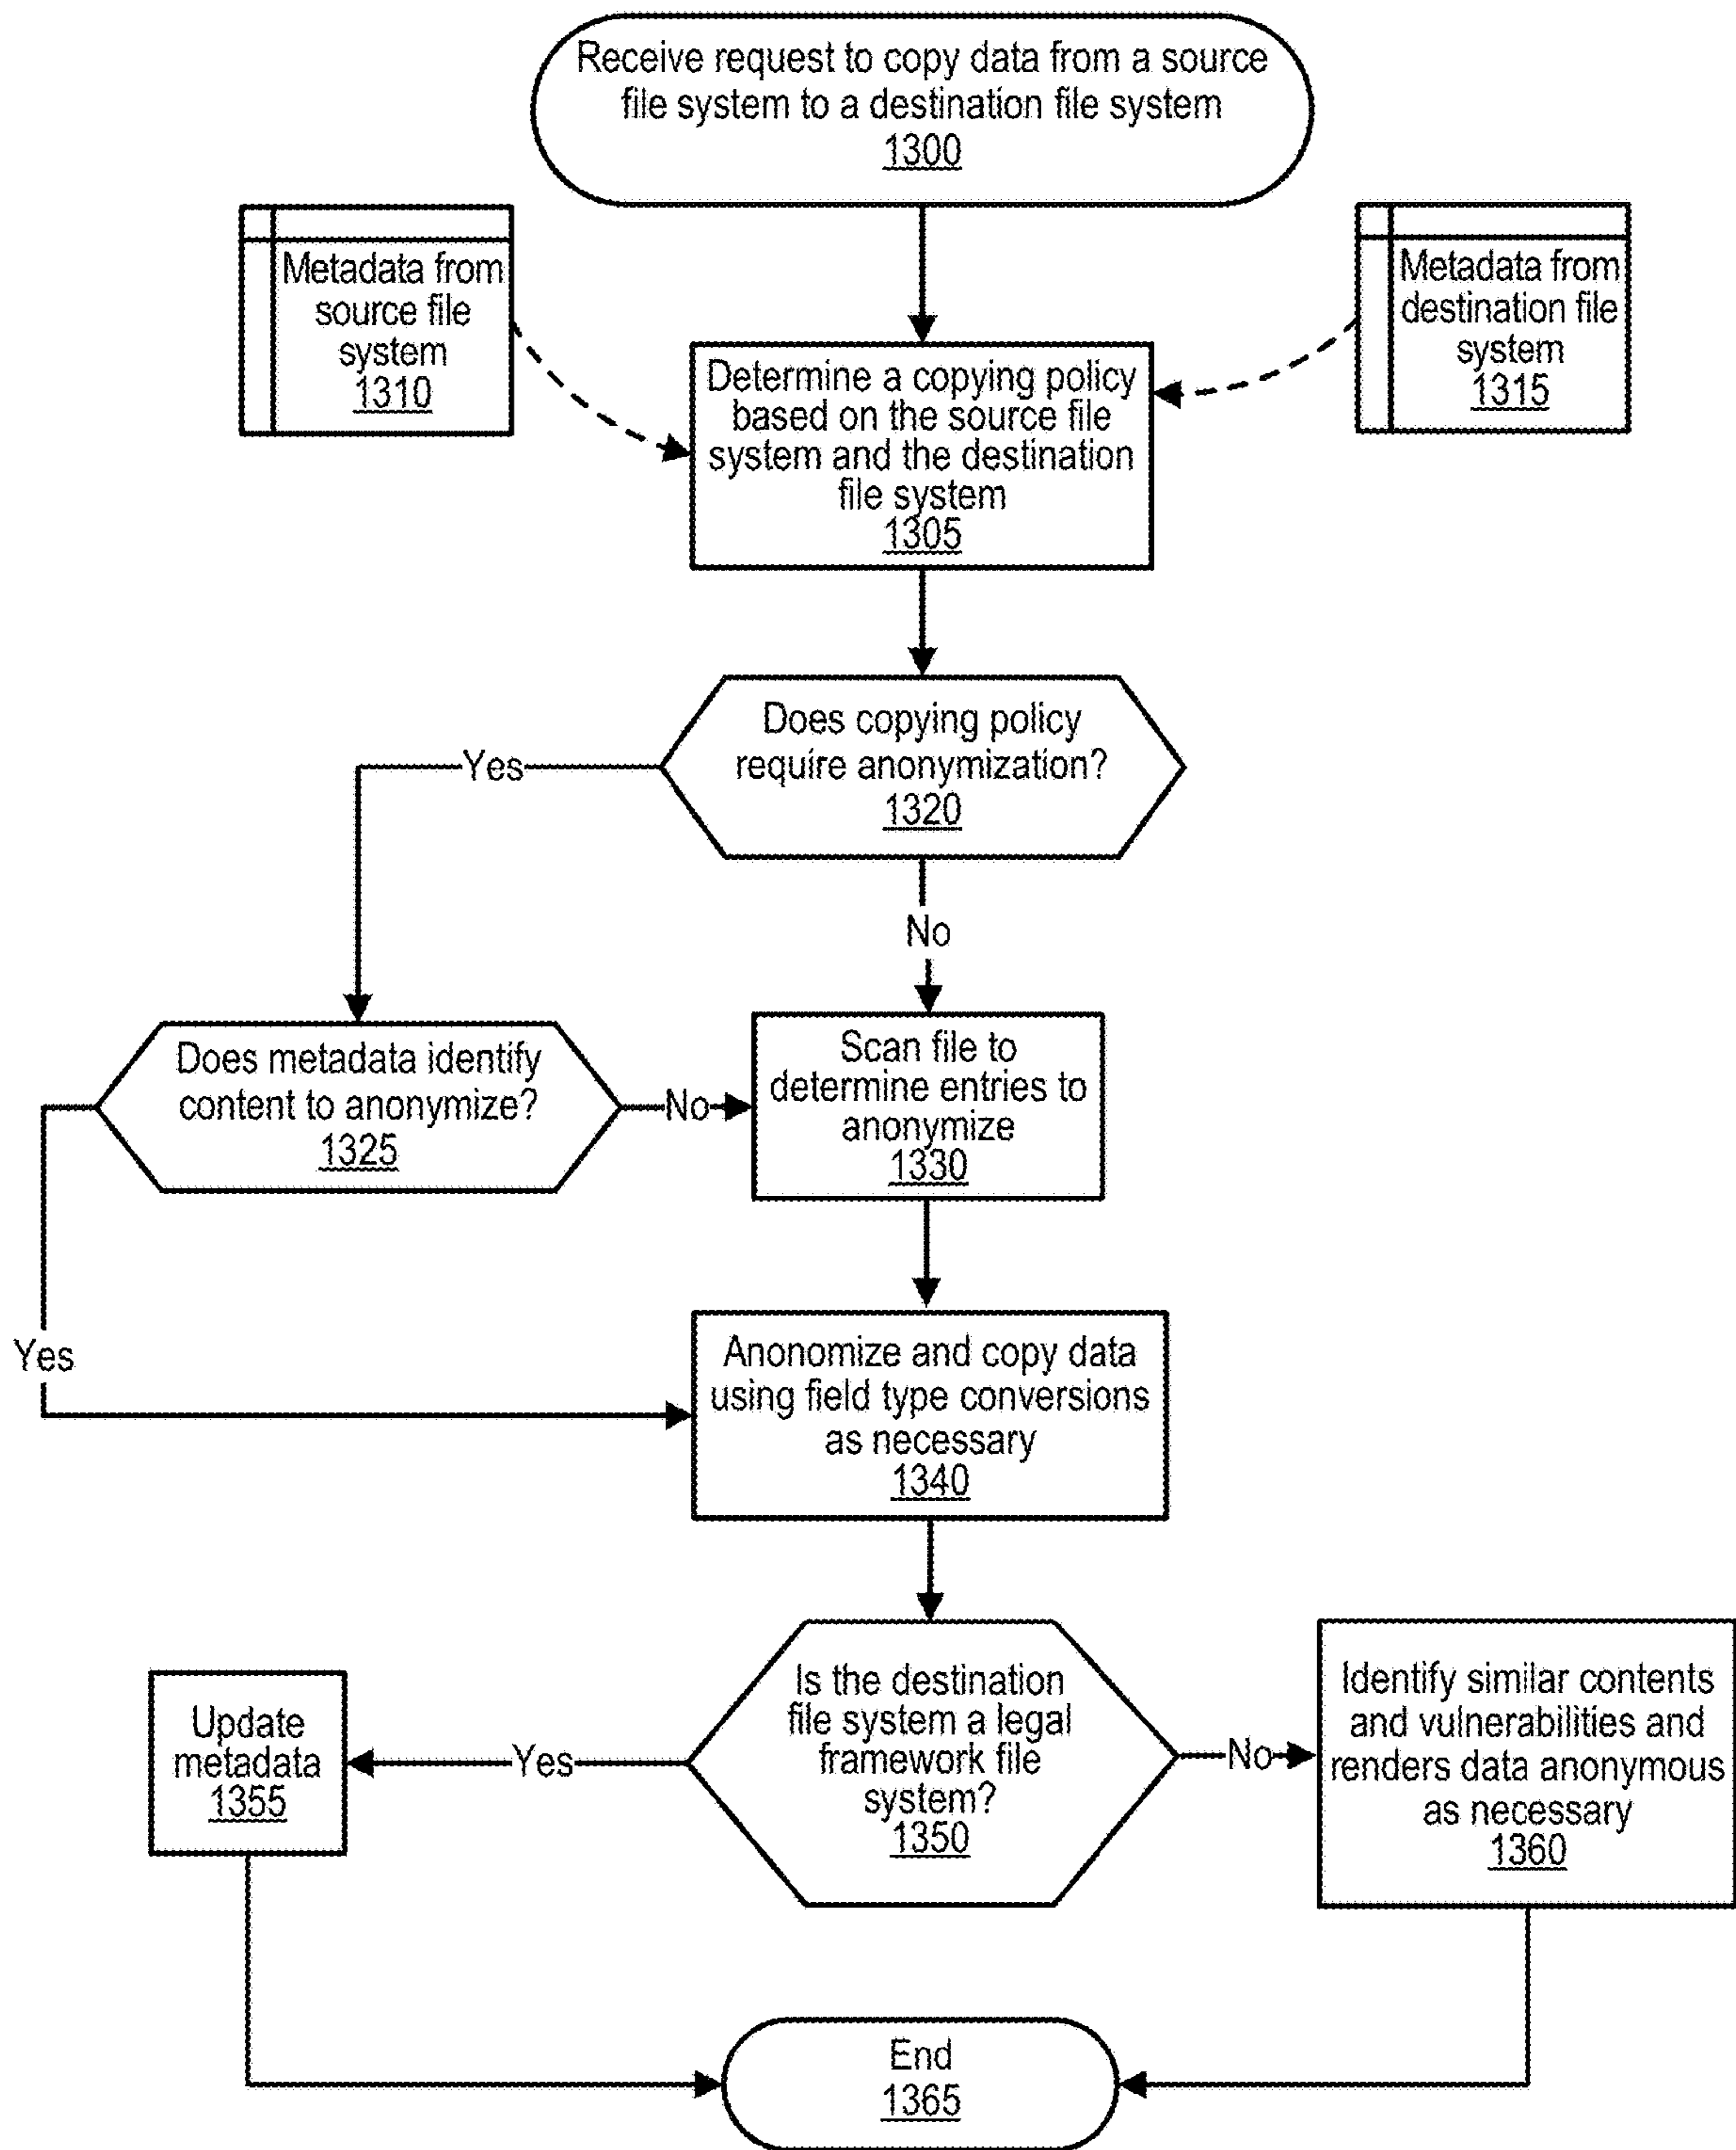 Receive request to copy data from a source
file system to a destination file system
1300
Metadata from
source file
system
1310
Metadata from
destination file
system
1315
Determine a copying policy
based on the source file
system and the destination
file system
1305
Does copying policy
require anonymization?
1320
Yes
No
Does metadata identify
content to anonymize?
1325
No
Scan file to
determine entries to
anonymize
1330
Yes
Anonomize and copy data
using field type conversions
as necessary
1340
Is the destination
file system a legal
framework file
system?
1350
Yes
Update
metadata
1355
No
Identify similar contents
and vulnerabilities and
renders data anonymous
as necessary
1360
End
1365